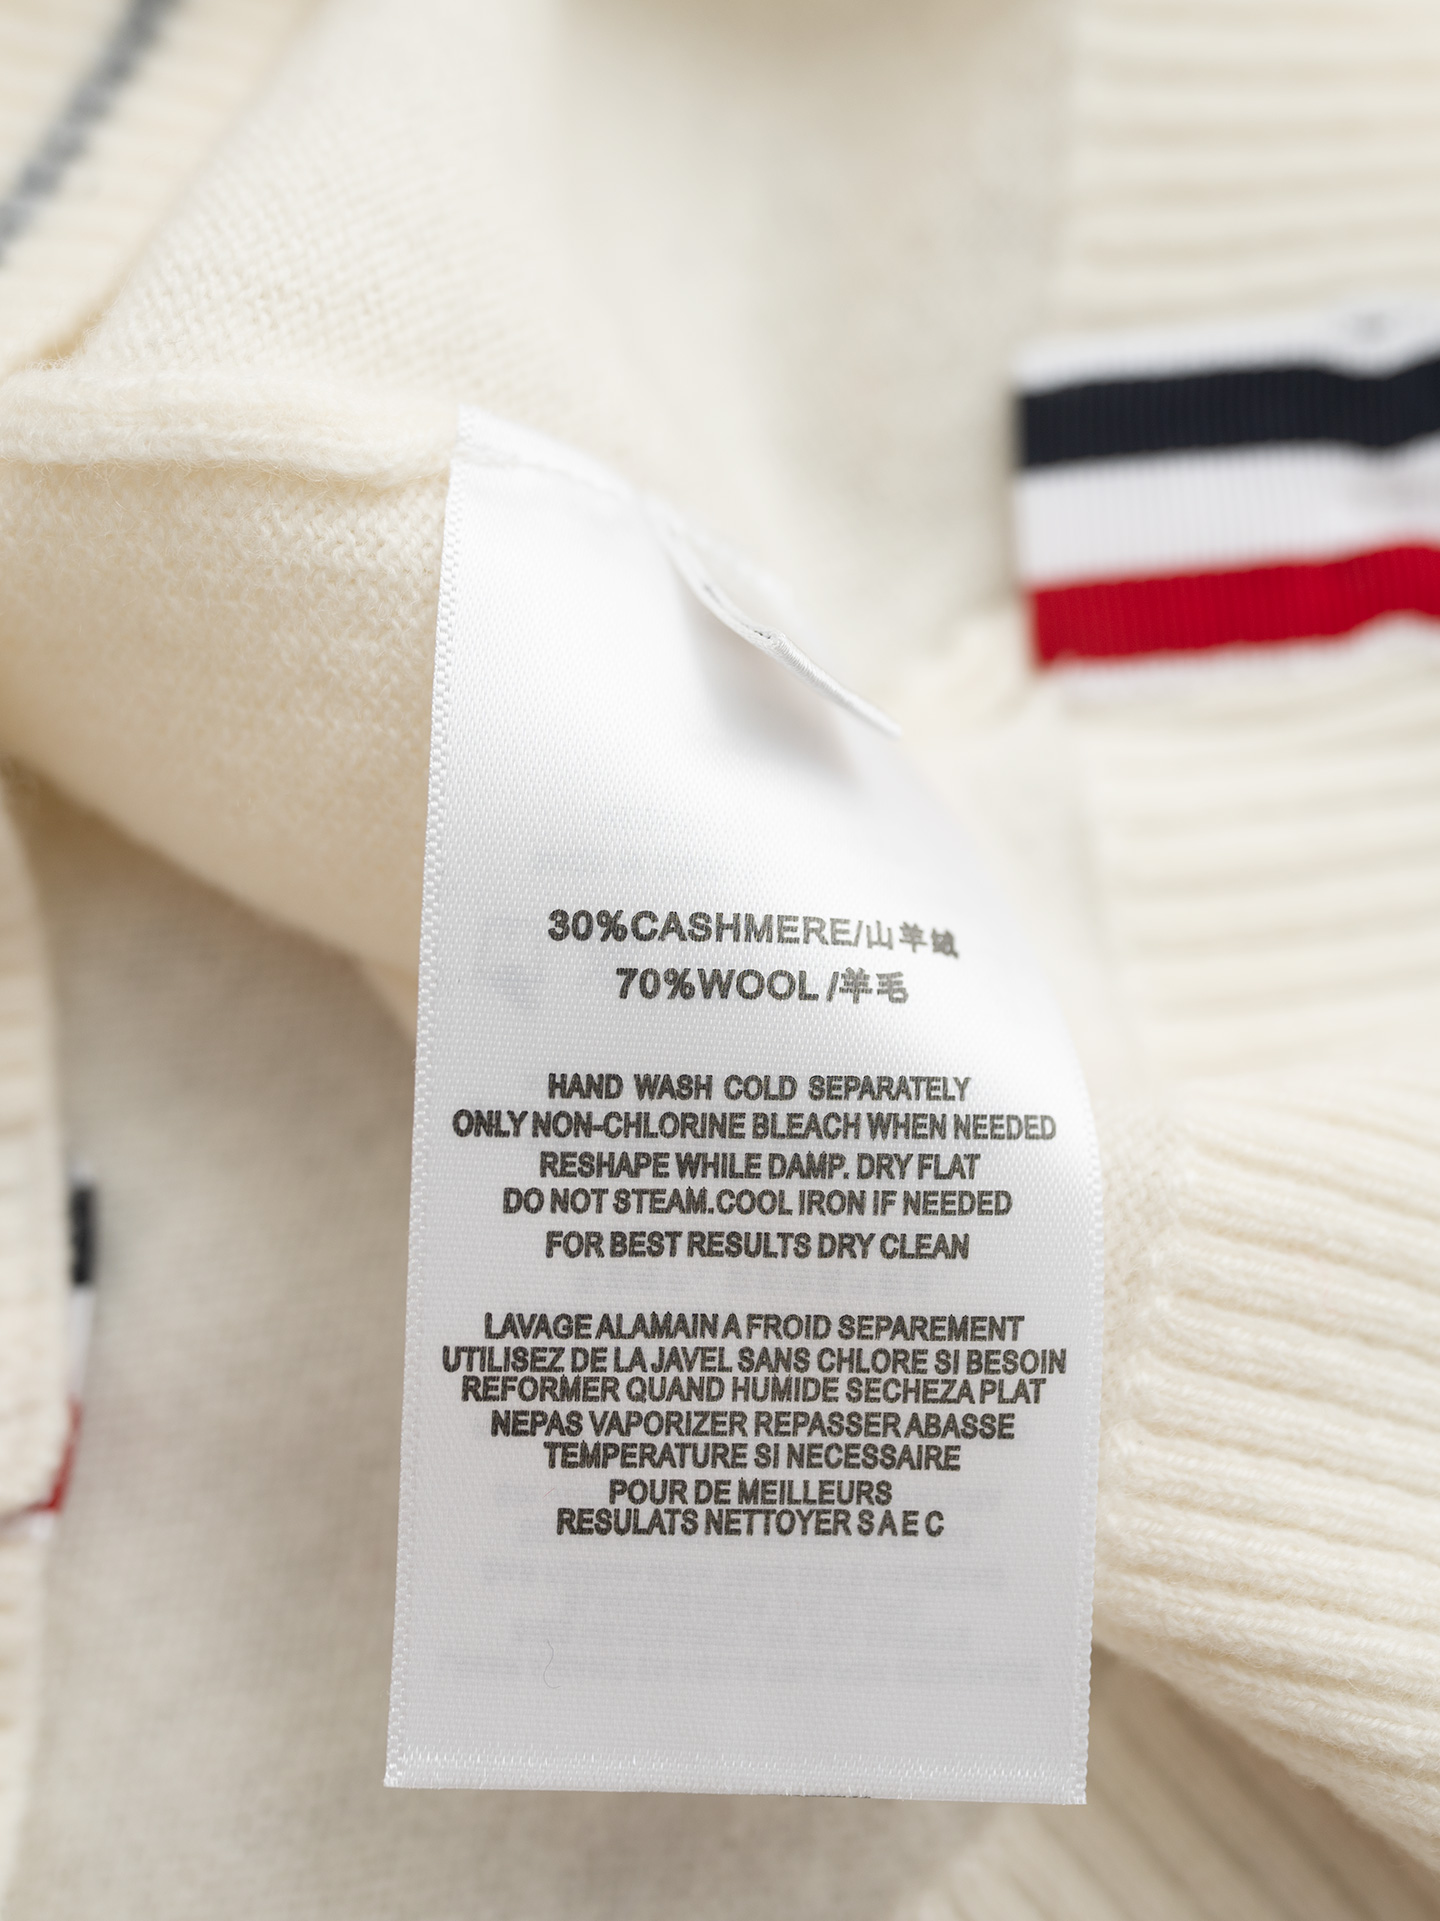 30%CASHMERE/山羊绒
70%WOOL/羊毛
HAND WASH COLD SEPARATELY
ONLY NON-CHLORINE BLEACH WHEN NEEDED
RESHAPE WHILE DAMP. DRY FLAT
DO NOT STEAM.COOL IRON IF NEEDED
FOR BEST RESULTS DRY CLEAN
LAVAGE ALAMAIN A FROID SEPAREMENT
UTILISEZ DE LA JAVEL SANS CHLORE SI BESOIN
REFORMER QUAND HUMIDE SECHEZA PLAT
NEPAS VAPORIZER REPASSER ABASSE
TEMPERATURE SI NECESSAIRE
POUR DE MEILLEURS
RESULATS NETTOYER S A E C